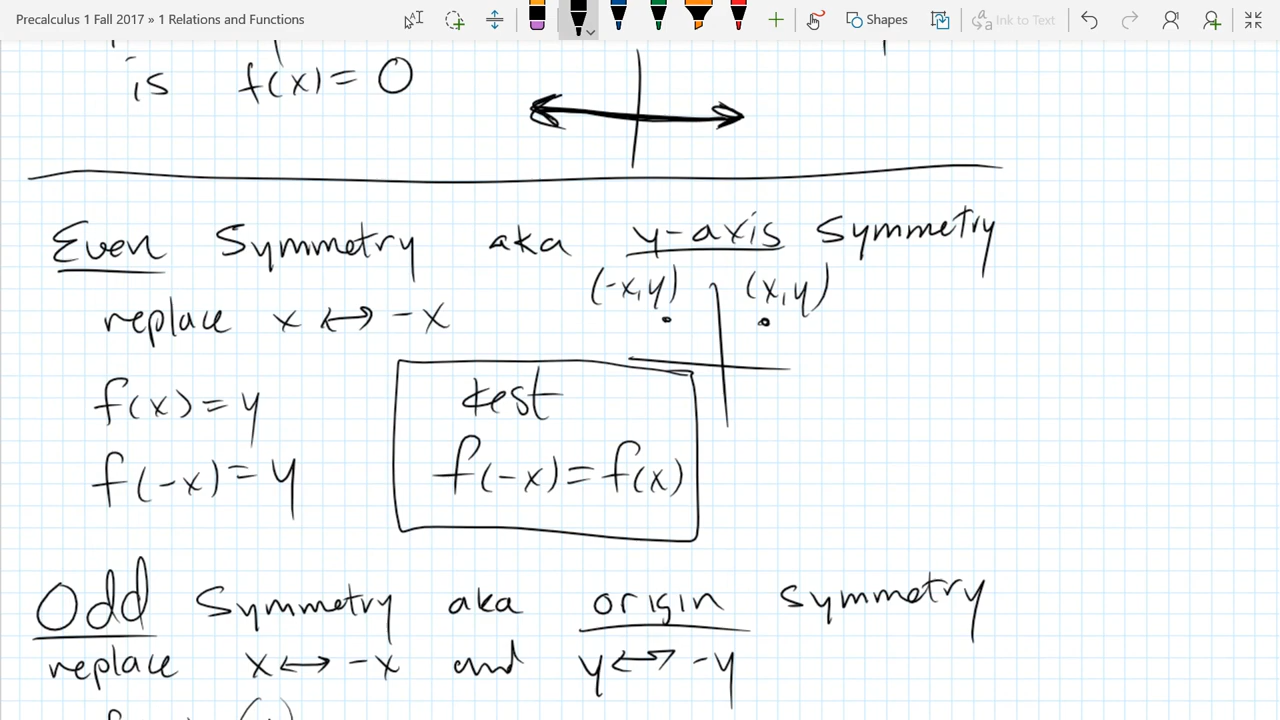 Precalculus 1 Fall 2017 » 1 Relations and Functions
Shapes
Ink to Text
is f(x) = 0
Even Symmetry aka y-axis symmetry
(-x,y) (x,y)
replace x ↔ -x
f(x) = y
test
f(-x) = y
f(-x) = f(x)
Odd Symmetry aka origin symmetry
replace x ↔ -x and y ↔ -y